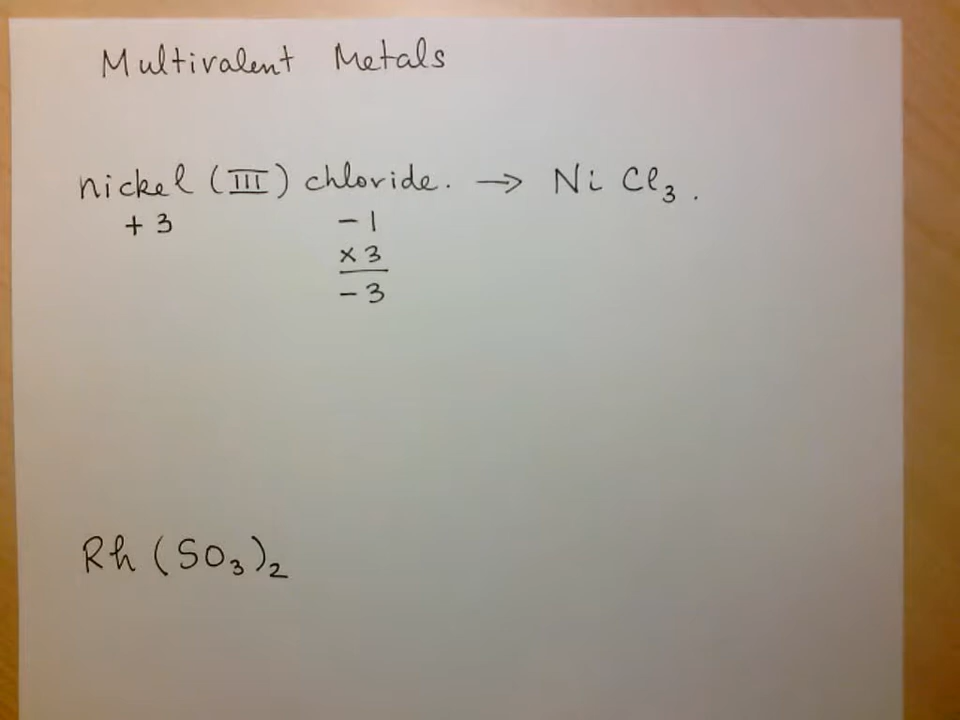 Multivalent Metals
nickel (III) chloride. → Ni Cl₃.
+ 3 - 1
× 3
- 3
Rh (SO₃)₂